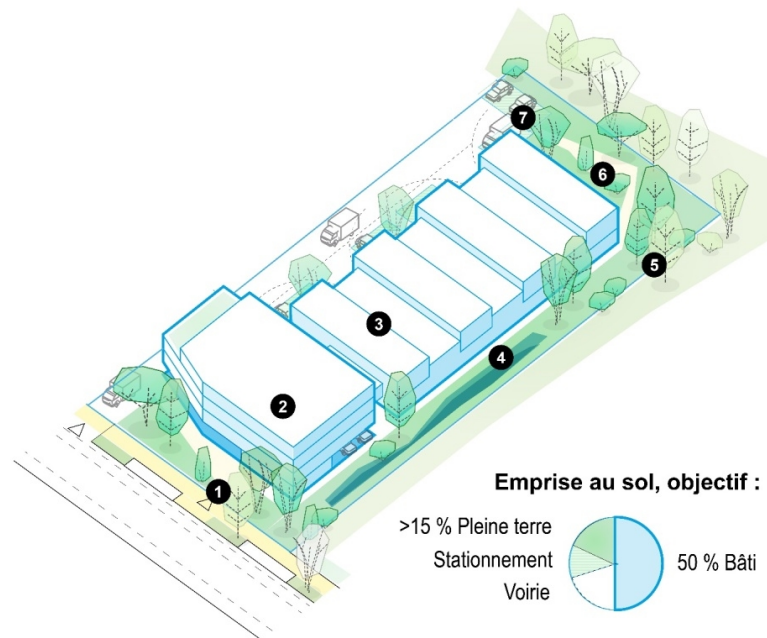 7
6
5
3
4
2
1
Emprise au sol, objectif :
>15 % Pleine terre
Stationnement
50 % Bâti
Voirie